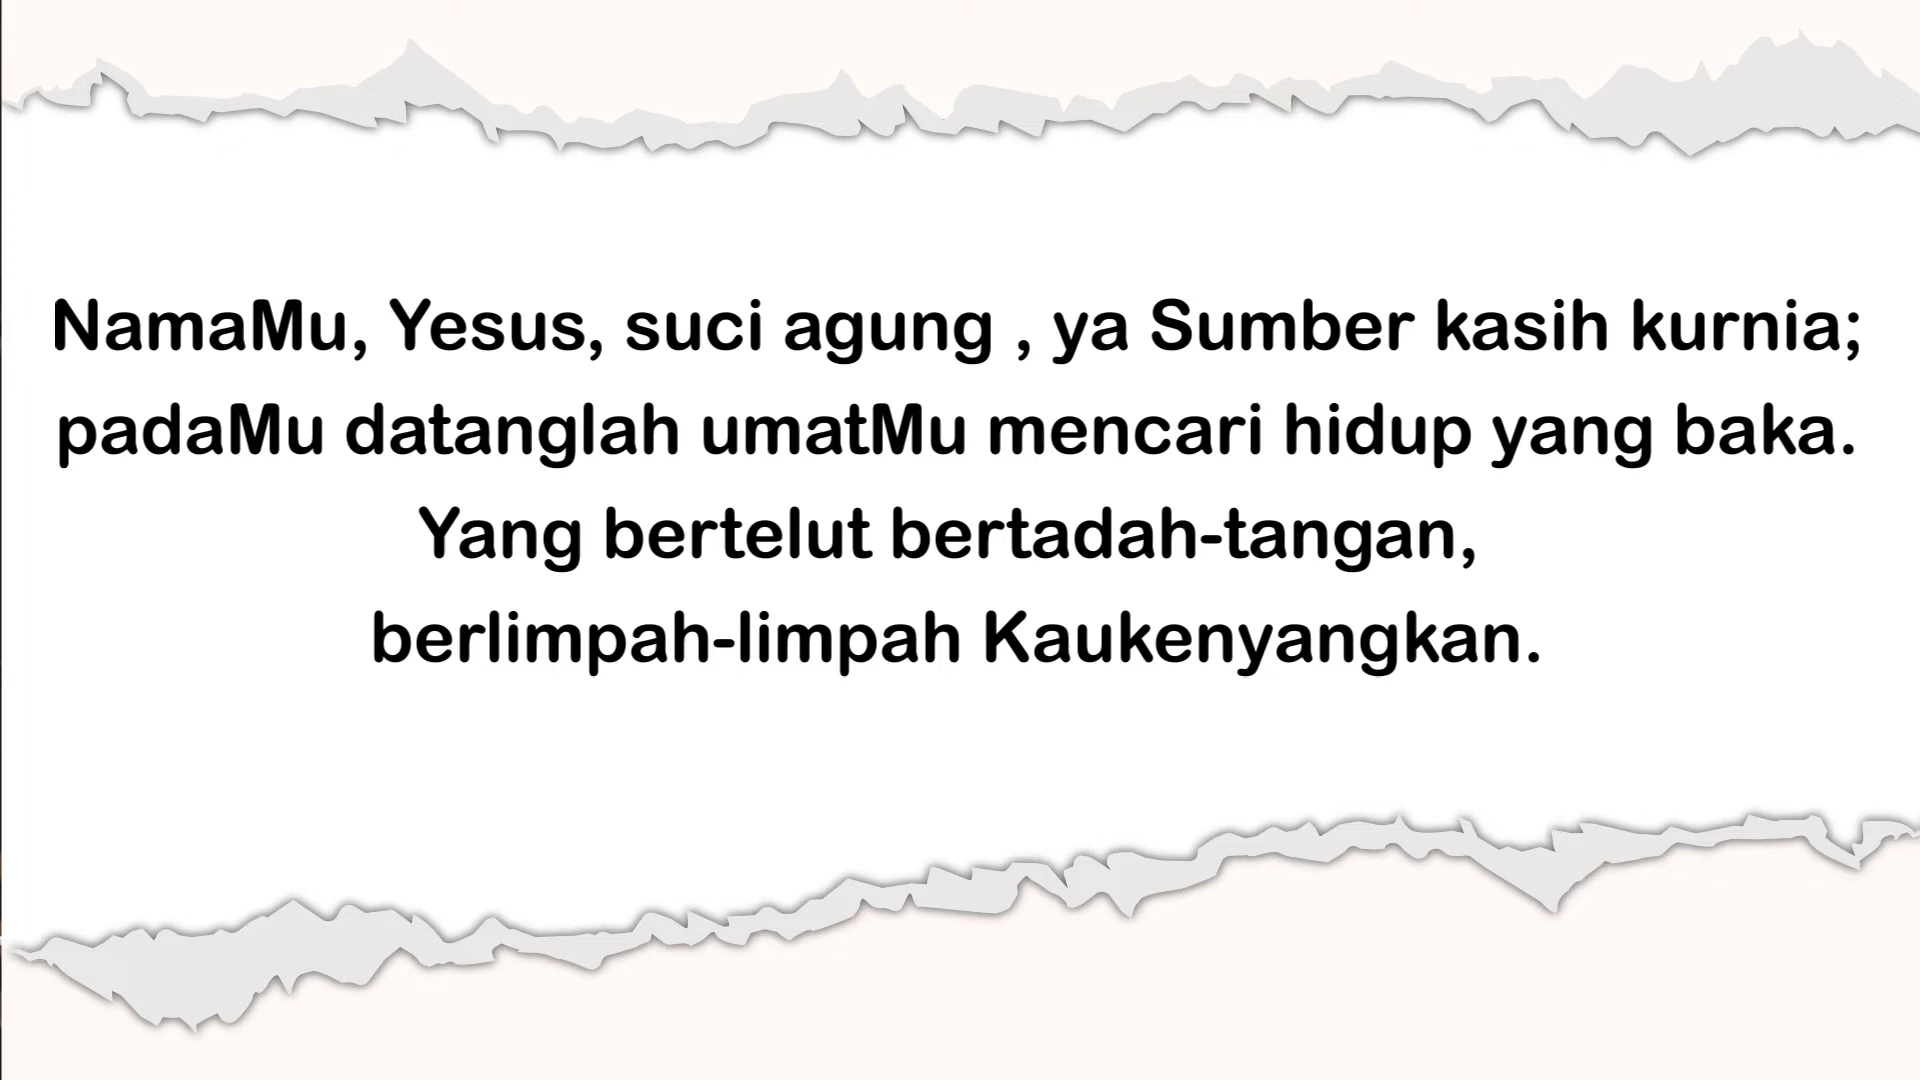 NamaMu, Yesus, suci agung , ya Sumber kasih kurnia;
padaMu datanglah umatMu mencari hidup yang baka.
Yang bertelut bertadah-tangan,
berlimpah-limpah Kaukenyangkan.